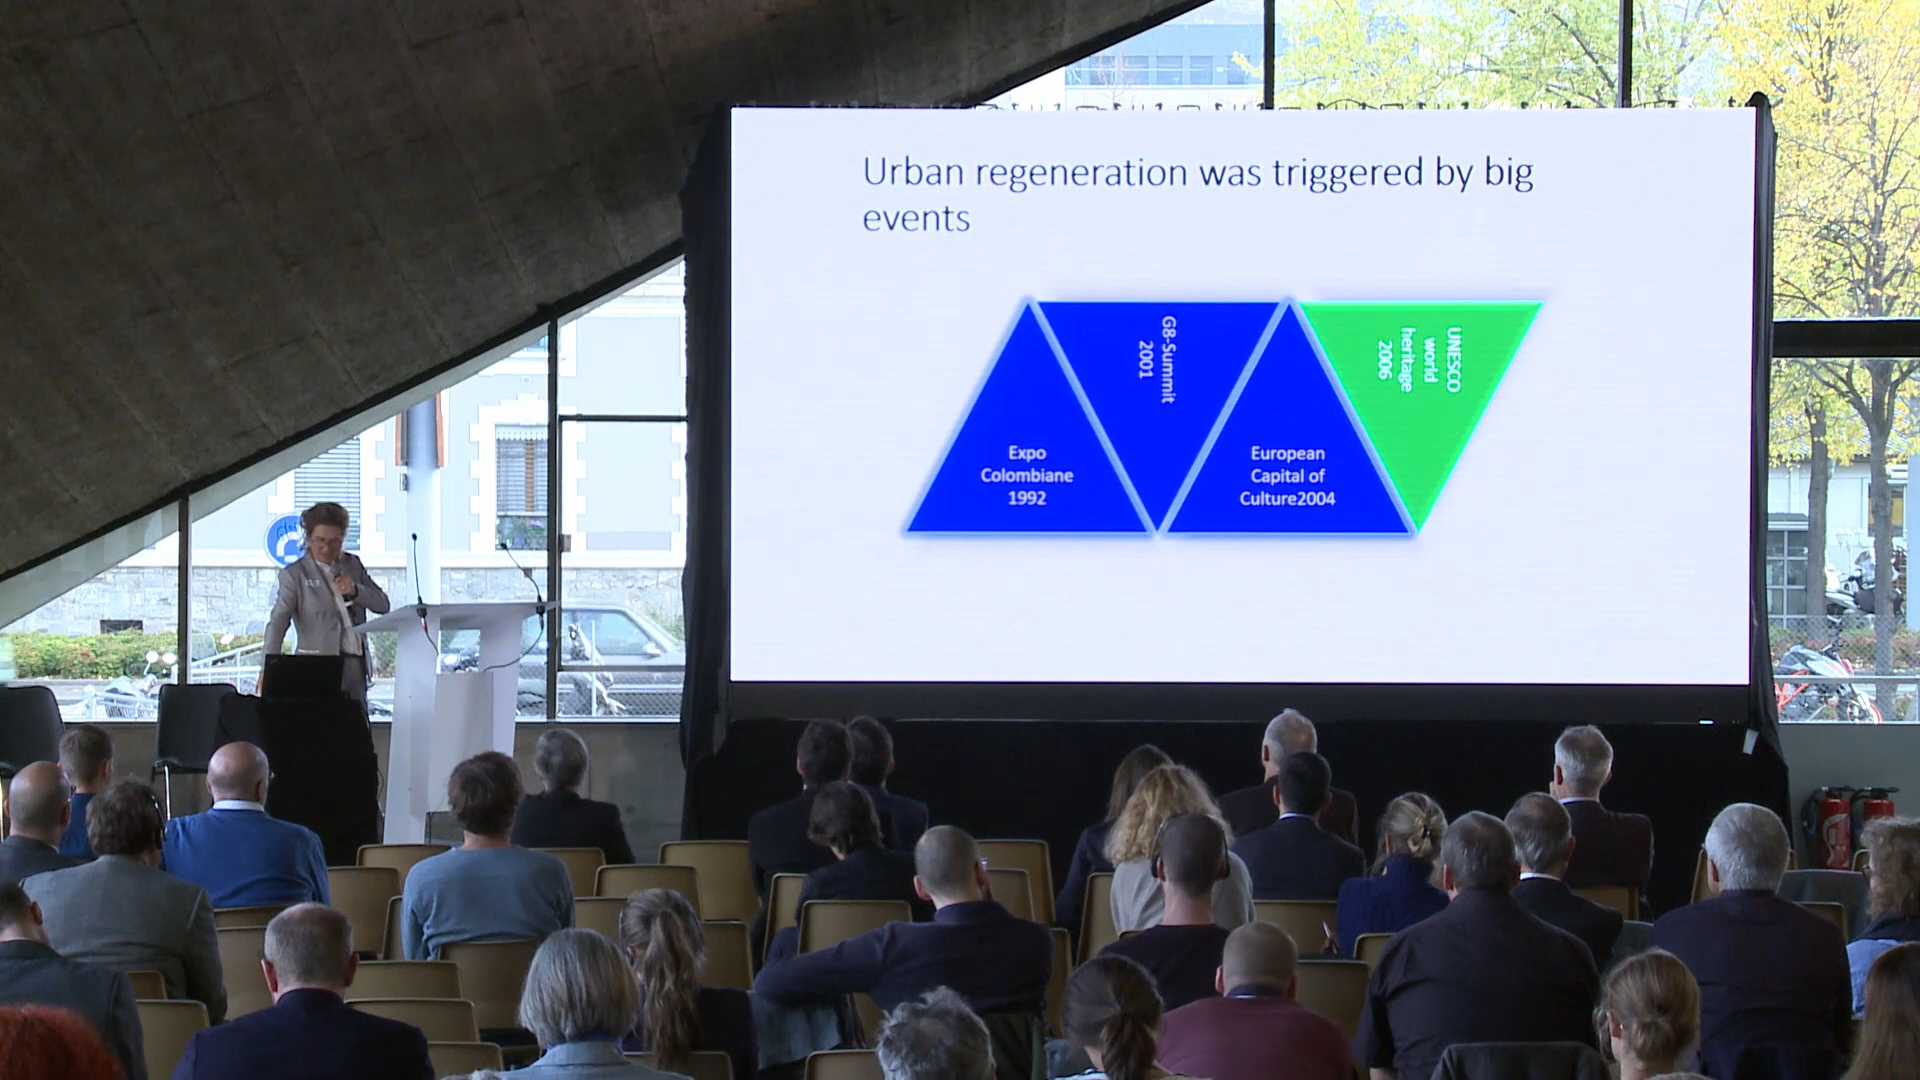 Urban regeneration was triggered by big
events
Expo
Colombiane
1992
G8-Summit
2001
European
Capital of
Culture2004
UNESCO
world
heritage
2006